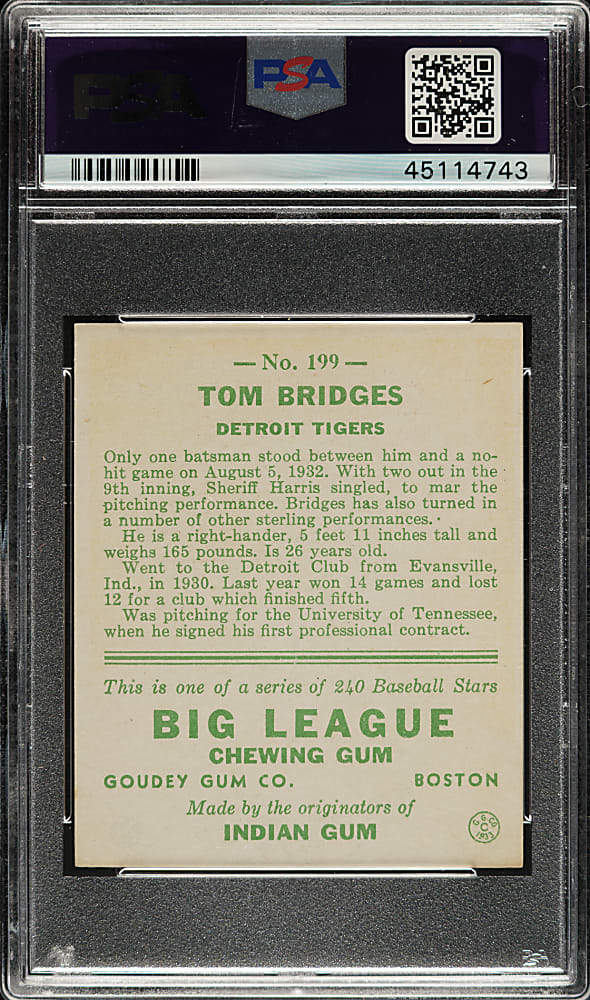 PSA
PSA
45114743
— No. 199 —
TOM BRIDGES
DETROIT TIGERS
Only one batsman stood between him and a no-
hit game on August 5, 1932. With two out in the
9th inning, Sheriff Harris singled, to mar the
pitching performance. Bridges has also turned in
a number of other sterling performances.
He is a right-hander, 5 feet 11 inches tall and
weighs 165 pounds. Is 26 years old.
Went to the Detroit Club from Evansville,
Ind., in 1930. Last year won 14 games and lost
12 for a club which finished fifth.
Was pitching for the University of Tennessee,
when he signed his first professional contract.
This is one of a series of 240 Baseball Stars
BIG LEAGUE
CHEWING GUM
GOUDEY GUM CO. BOSTON
Made by the originators of
INDIAN GUM
G.G.CO.
C
1933